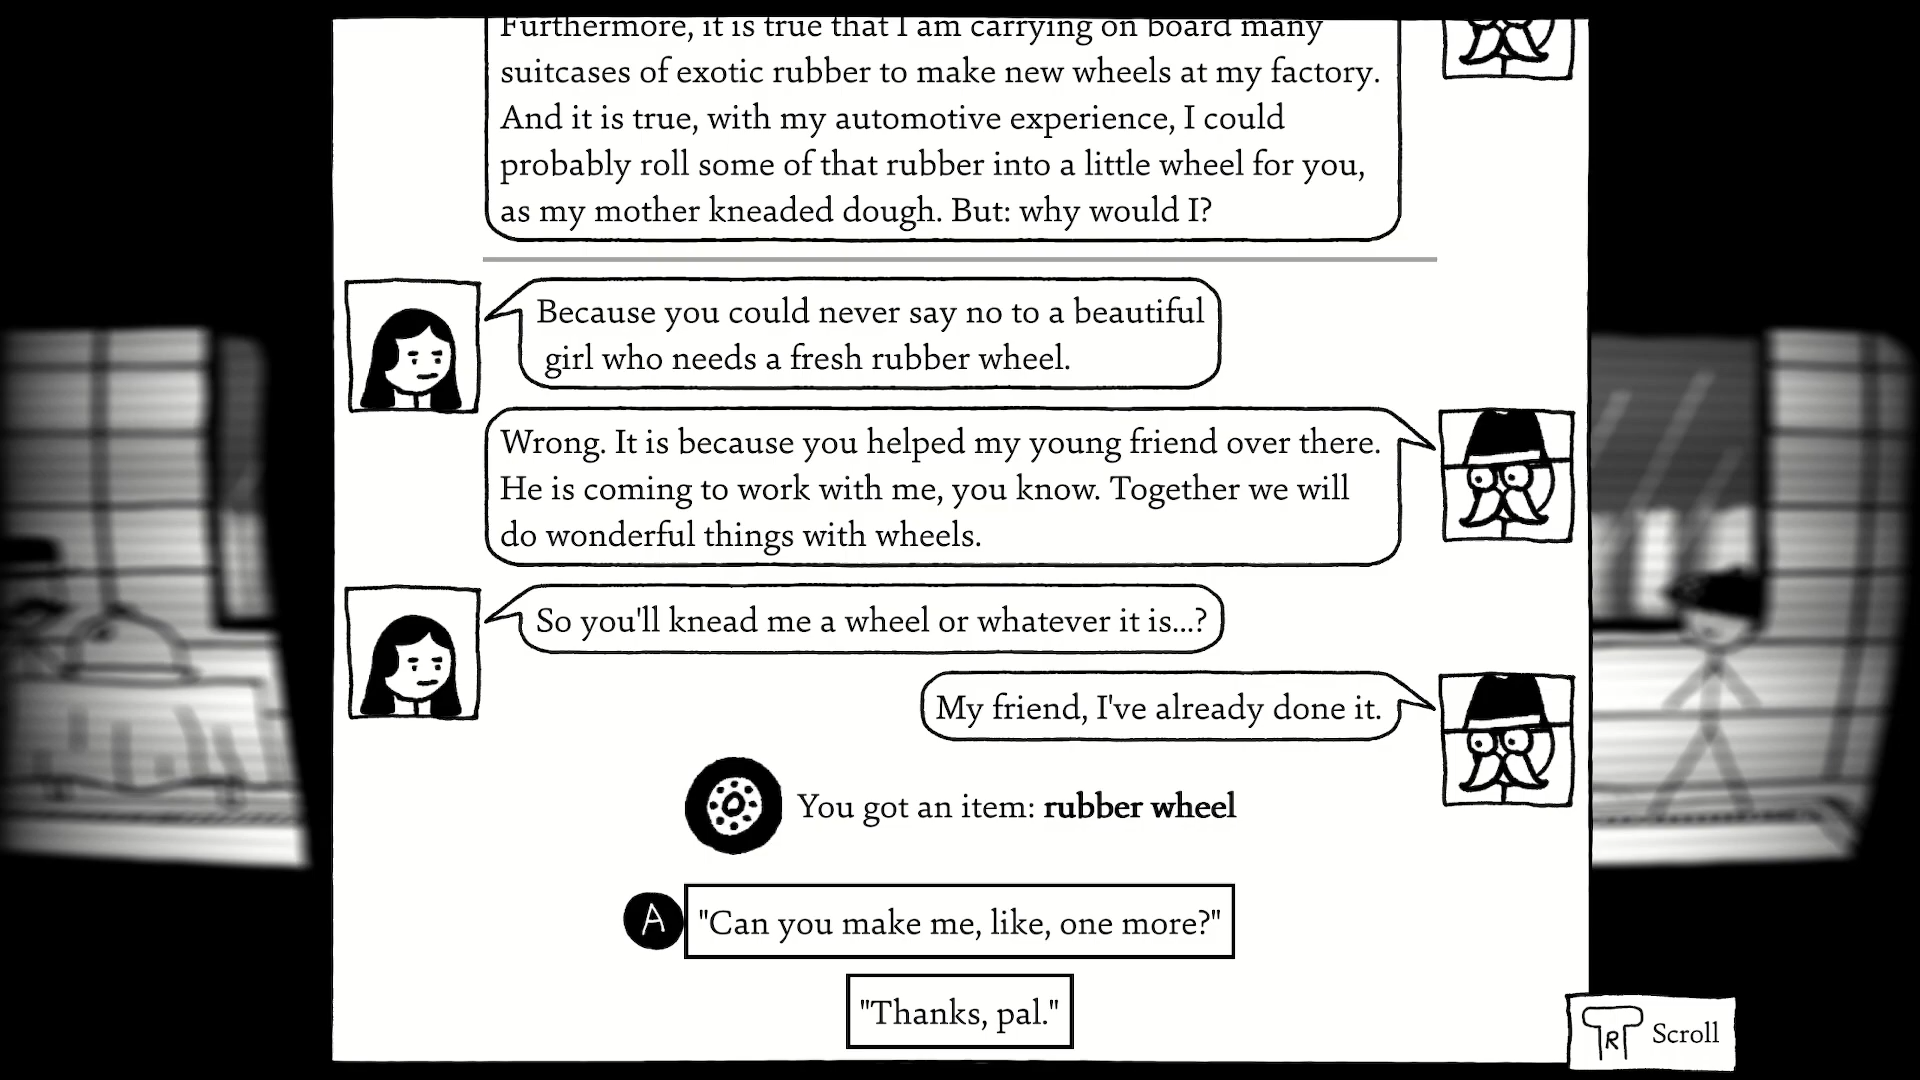 Furthermore, it is true that I am carrying on board many
suitcases of exotic rubber to make new wheels at my factory.
And it is true, with my automotive experience, I could
probably roll some of that rubber into a little wheel for you,
as my mother kneaded dough. But: why would I?
Because you could never say no to a beautiful
girl who needs a fresh rubber wheel.
Wrong. It is because you helped my young friend over there.
He is coming to work with me, you know. Together we will
do wonderful things with wheels.
So you'll knead me a wheel or whatever it is...?
My friend, I've already done it.
You got an item: rubber wheel
A "Can you make me, like, one more?"
"Thanks, pal."
R Scroll